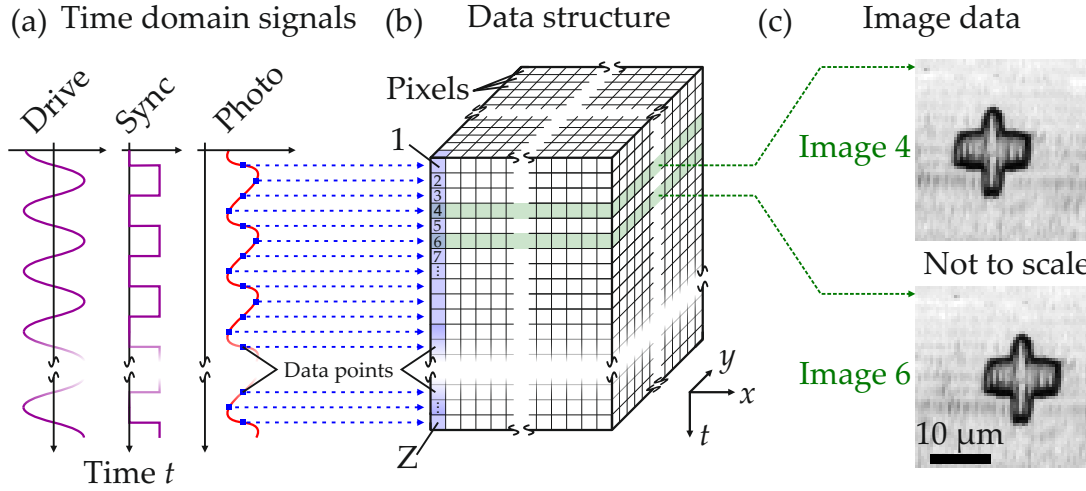 (a) Time domain signals
(b) Data structure
(c) Image data
Drive
Sync
Photo
Pixels
1
2
3
4
5
6
7
⋮
⋮
Z
Data points
Time t
y
x
t
Image 4
Not to scale
Image 6
10 μm